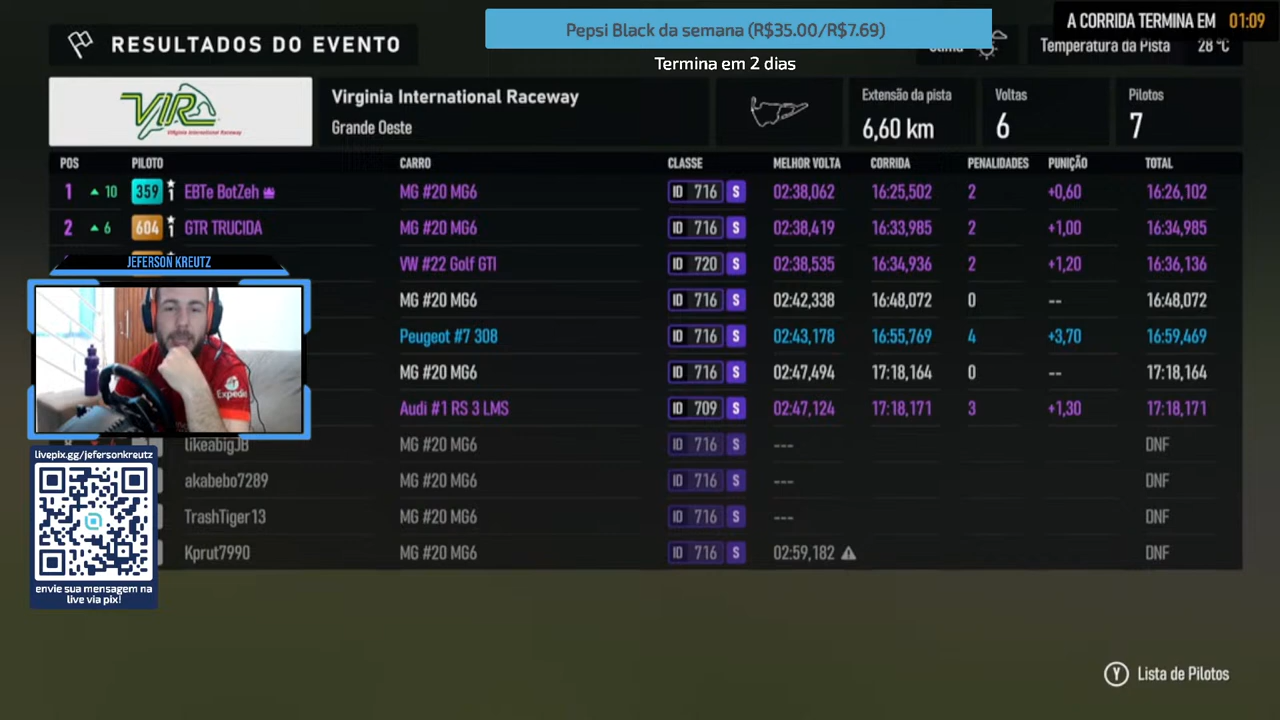 Pepsi Black da semana (R$35.00/R$7.69)
Termina em 2 dias
A CORRIDA TERMINA EM 01:09
RESULTADOS DO EVENTO
Clima
Temperatura da Pista 28 °C
VIR
Virginia International Raceway
Virginia International Raceway
Grande Oeste
Extensão da pista
6,60 km
Voltas
6
Pilotos
7
POS PILOTO CARRO CLASSE MELHOR VOLTA CORRIDA PENALIDADES PUNIÇÃO TOTAL
1 10 359 1 EBTe BotZeh MG #20 MG6 ID 716 S 02:38,062 16:25,502 2 +0,60 16:26,102
2 6 604 1 GTR TRUCIDA MG #20 MG6 ID 716 S 02:38,419 16:33,985 2 +1,00 16:34,985
VW #22 Golf GTI ID 720 S 02:38,535 16:34,936 2 +1,20 16:36,136
MG #20 MG6 ID 716 S 02:42,338 16:48,072 0 -- 16:48,072
Peugeot #7 308 ID 716 S 02:43,178 16:55,769 4 +3,70 16:59,469
MG #20 MG6 ID 716 S 02:47,494 17:18,164 0 -- 17:18,164
Audi #1 RS 3 LMS ID 709 S 02:47,124 17:18,171 3 +1,30 17:18,171
likeabigJB MG #20 MG6 ID 716 S --- DNF
akabebo7289 MG #20 MG6 ID 716 S --- DNF
TrashTiger13 MG #20 MG6 ID 716 S --- DNF
Kprut7990 MG #20 MG6 ID 716 S 02:59,182 DNF
JEFERSON KREUTZ
Expedia
livepix.gg/jefersonkreutz
envie sua mensagem na
live via pix!
Y Lista de Pilotos